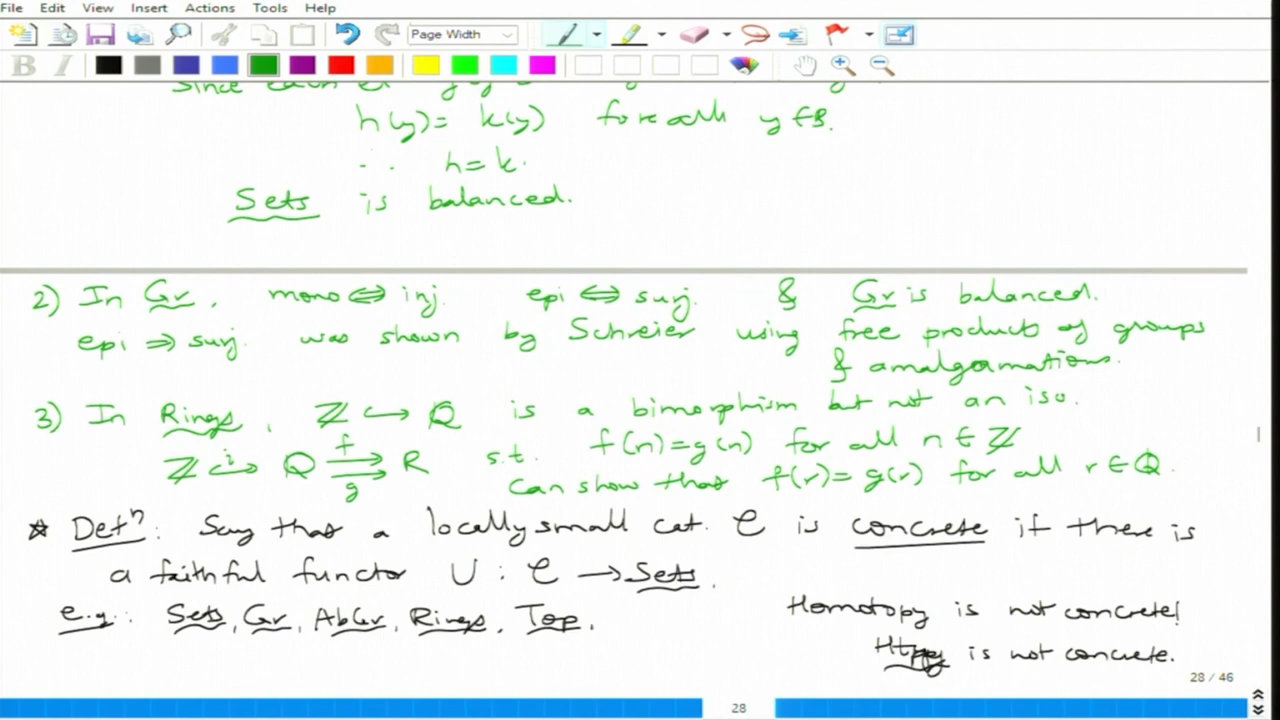 File Edit View Insert Actions Tools Help
Page Width
B I
h(y) = k(y) for all y ∈ B.
∴ h = k.
Sets is balanced.
2) In Gr, mono ⇔ inj. epi ⇔ surj. & Gr is balanced.
epi ⇒ surj. was shown by Schreier using free products of groups
& amalgamations.
3) In Rings, ℤ ↪ ℚ is a bimorphism but not an iso.
ℤ ↪ ℚ ⇉ R s.t. f(n) = g(n) for all n ∈ ℤ
i f g
can show that f(r) = g(r) for all r ∈ ℚ.
* Defⁿ: Say that a locally small cat. C is concrete if there is
a faithful functor U : C → Sets.
e.g.: Sets, Gr, AbGr, Rings, Top.
Homotopy is not concrete!
is not concrete.
28 / 46
28